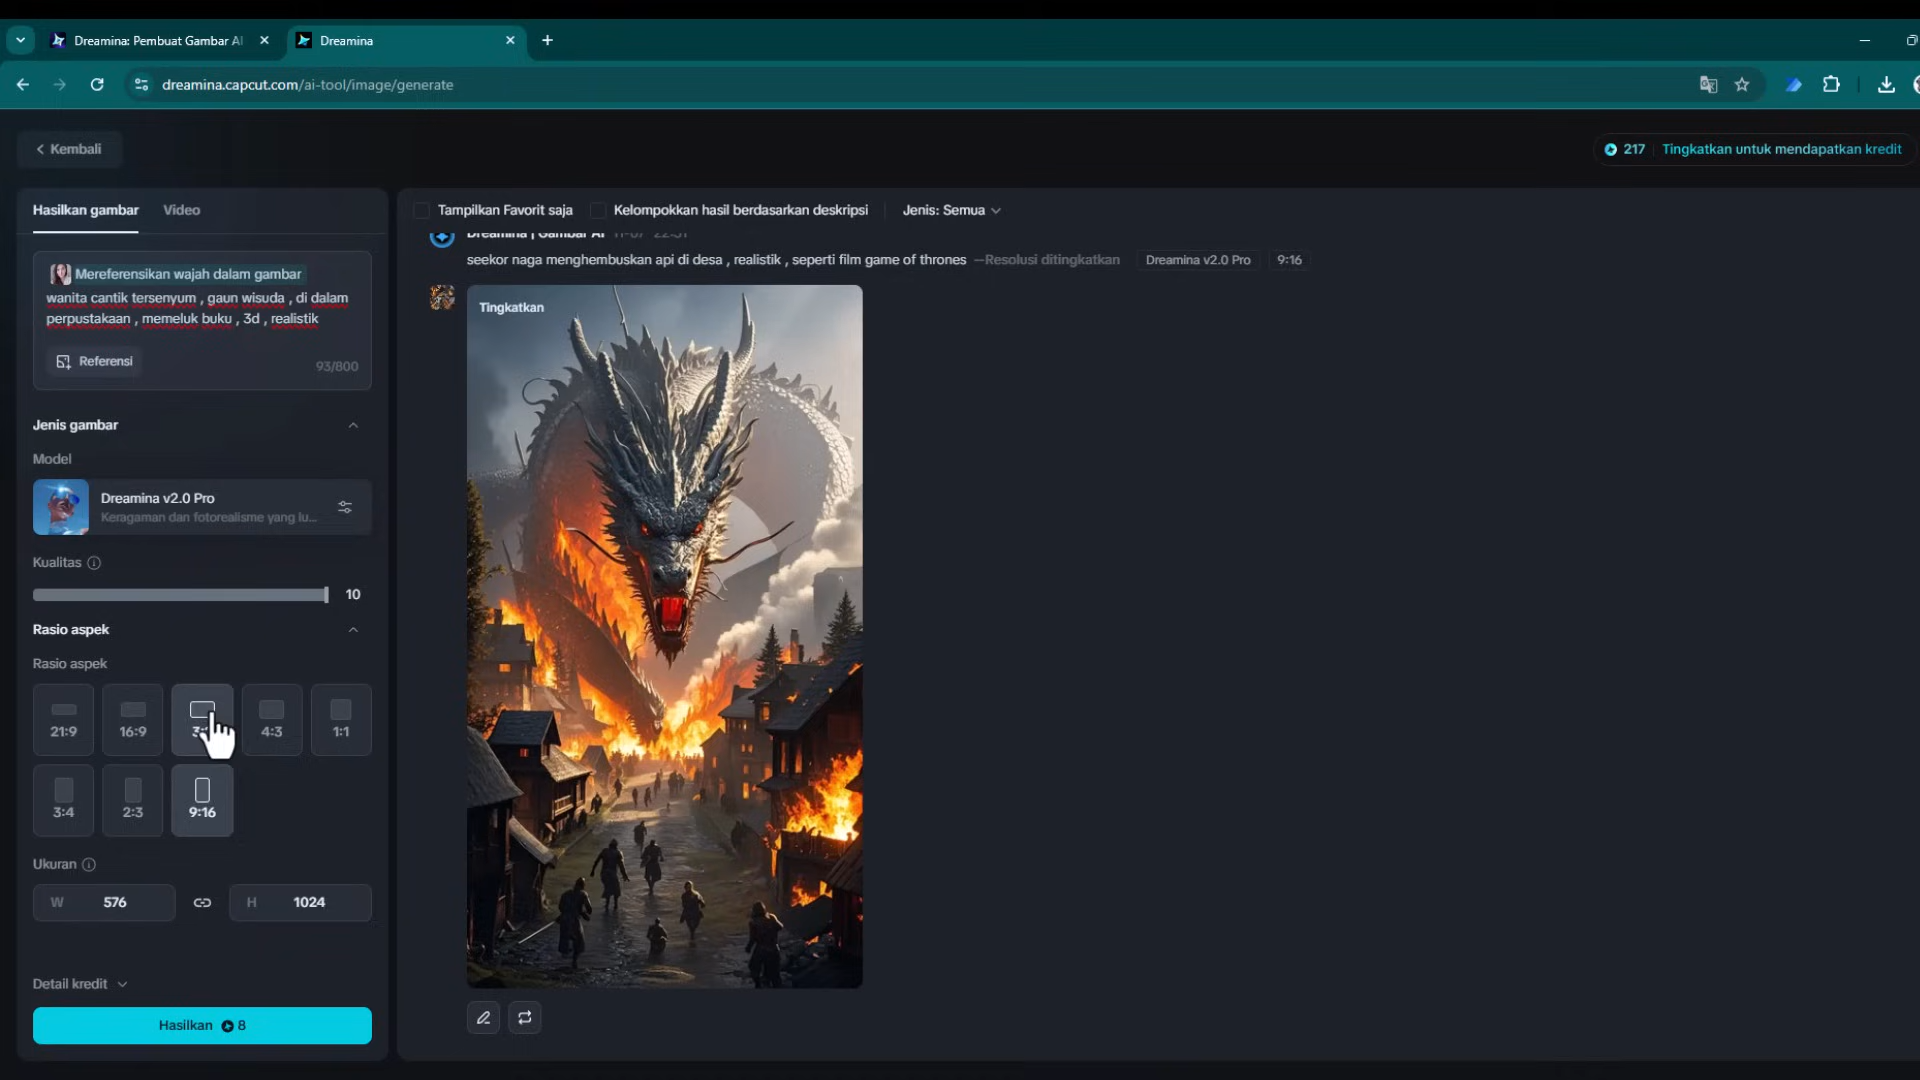 Dreamina: Pembuat Gambar AI
Dreamina
dreamina.capcut.com/ai-tool/image/generate
Kembali
217
Tingkatkan untuk mendapatkan kredit
Hasilkan gambar
Video
Mereferensikan wajah dalam gambar
wanita cantik tersenyum , gaun wisuda , di dalam
perpustakaan , memeluk buku , 3d , realistik
Referensi
93/800
Jenis gambar
Model
Dreamina v2.0 Pro
Keragaman dan fotorealisme yang lu...
Kualitas
10
Rasio aspek
Rasio aspek
21:9
16:9
4:3
1:1
3:4
2:3
9:16
Ukuran
W 576
H 1024
Detail kredit
Hasilkan 8
Tampilkan Favorit saja
Kelompokkan hasil berdasarkan deskripsi
Jenis: Semua
Dreamina | Gambar AI
seekor naga menghembuskan api di desa , realistik , seperti film game of thrones —Resolusi ditingkatkan
Dreamina v2.0 Pro
9:16
Tingkatkan